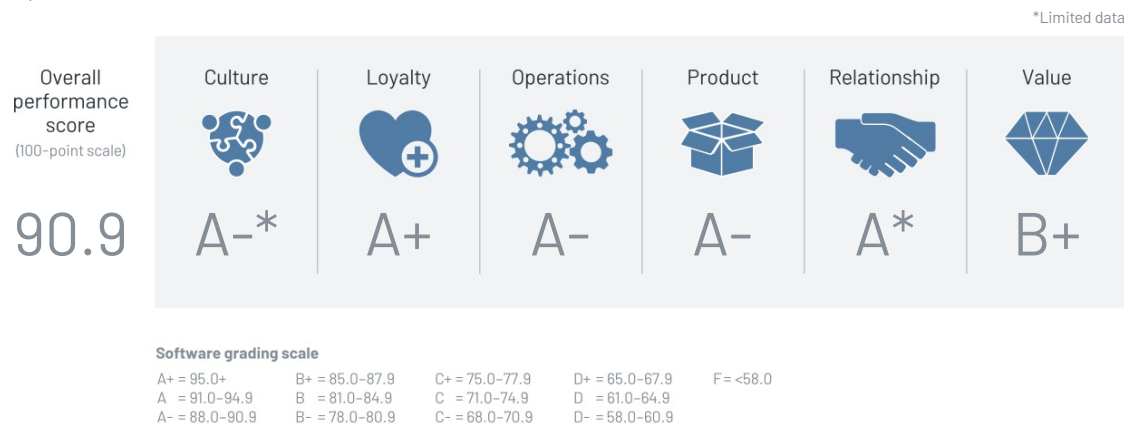 *Limited data
Overall
performance
score
(100-point scale)
90.9
Culture
A-*
Loyalty
A+
Operations
A-
Product
A-
Relationship
A*
Value
B+
Software grading scale
A+ = 95.0+
A = 91.0–94.9
A- = 88.0–90.9
B+ = 85.0–87.9
B = 81.0–84.9
B- = 78.0–80.9
C+ = 75.0–77.9
C = 71.0–74.9
C- = 68.0–70.9
D+ = 65.0–67.9
D = 61.0–64.9
D- = 58.0–60.9
F = <58.0